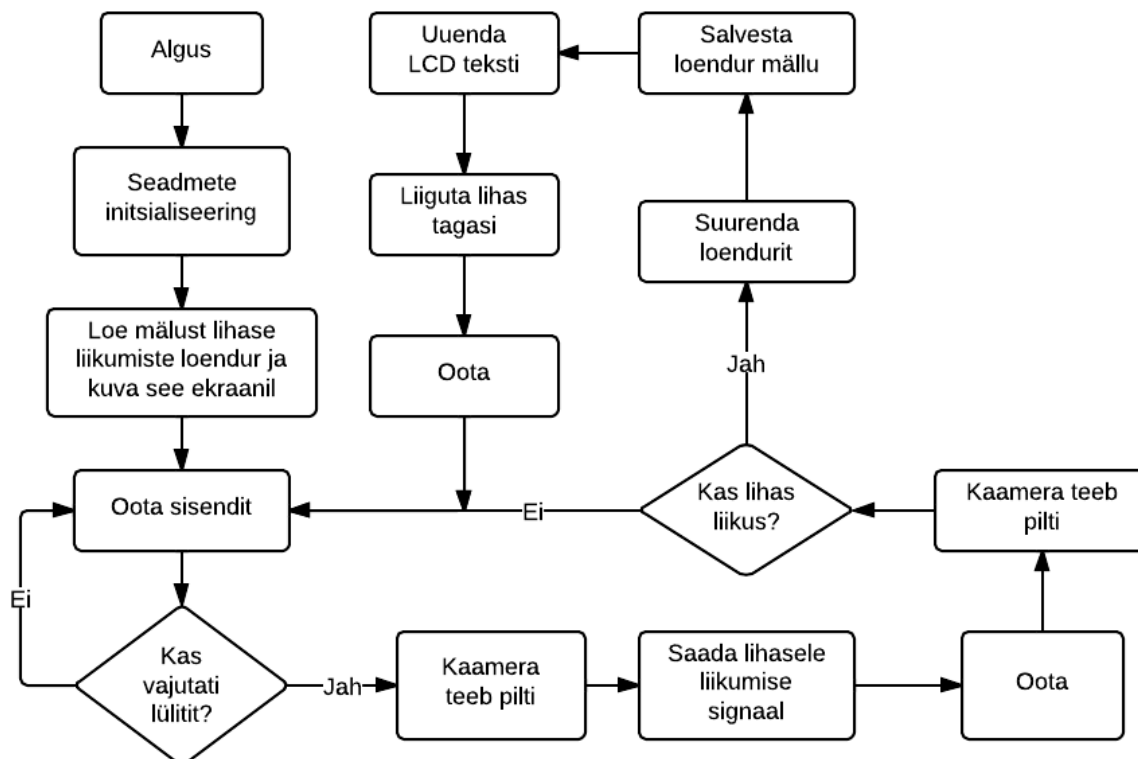 Algus
Seadmete
initsialiseering
Loe mälust lihase
liikumiste loendur ja
kuva see ekraanil
Oota sisendit
Ei
Kas
vajutati
lülitit?
Jah
Kaamera
teeb pilti
Saada lihasele
liikumise
signaal
Oota
Kaamera teeb
pilti
Kas lihas
liikus?
Ei
Jah
Suurenda
loendurit
Salvesta
loendur mällu
Uuenda
LCD teksti
Liiguta lihas
tagasi
Oota